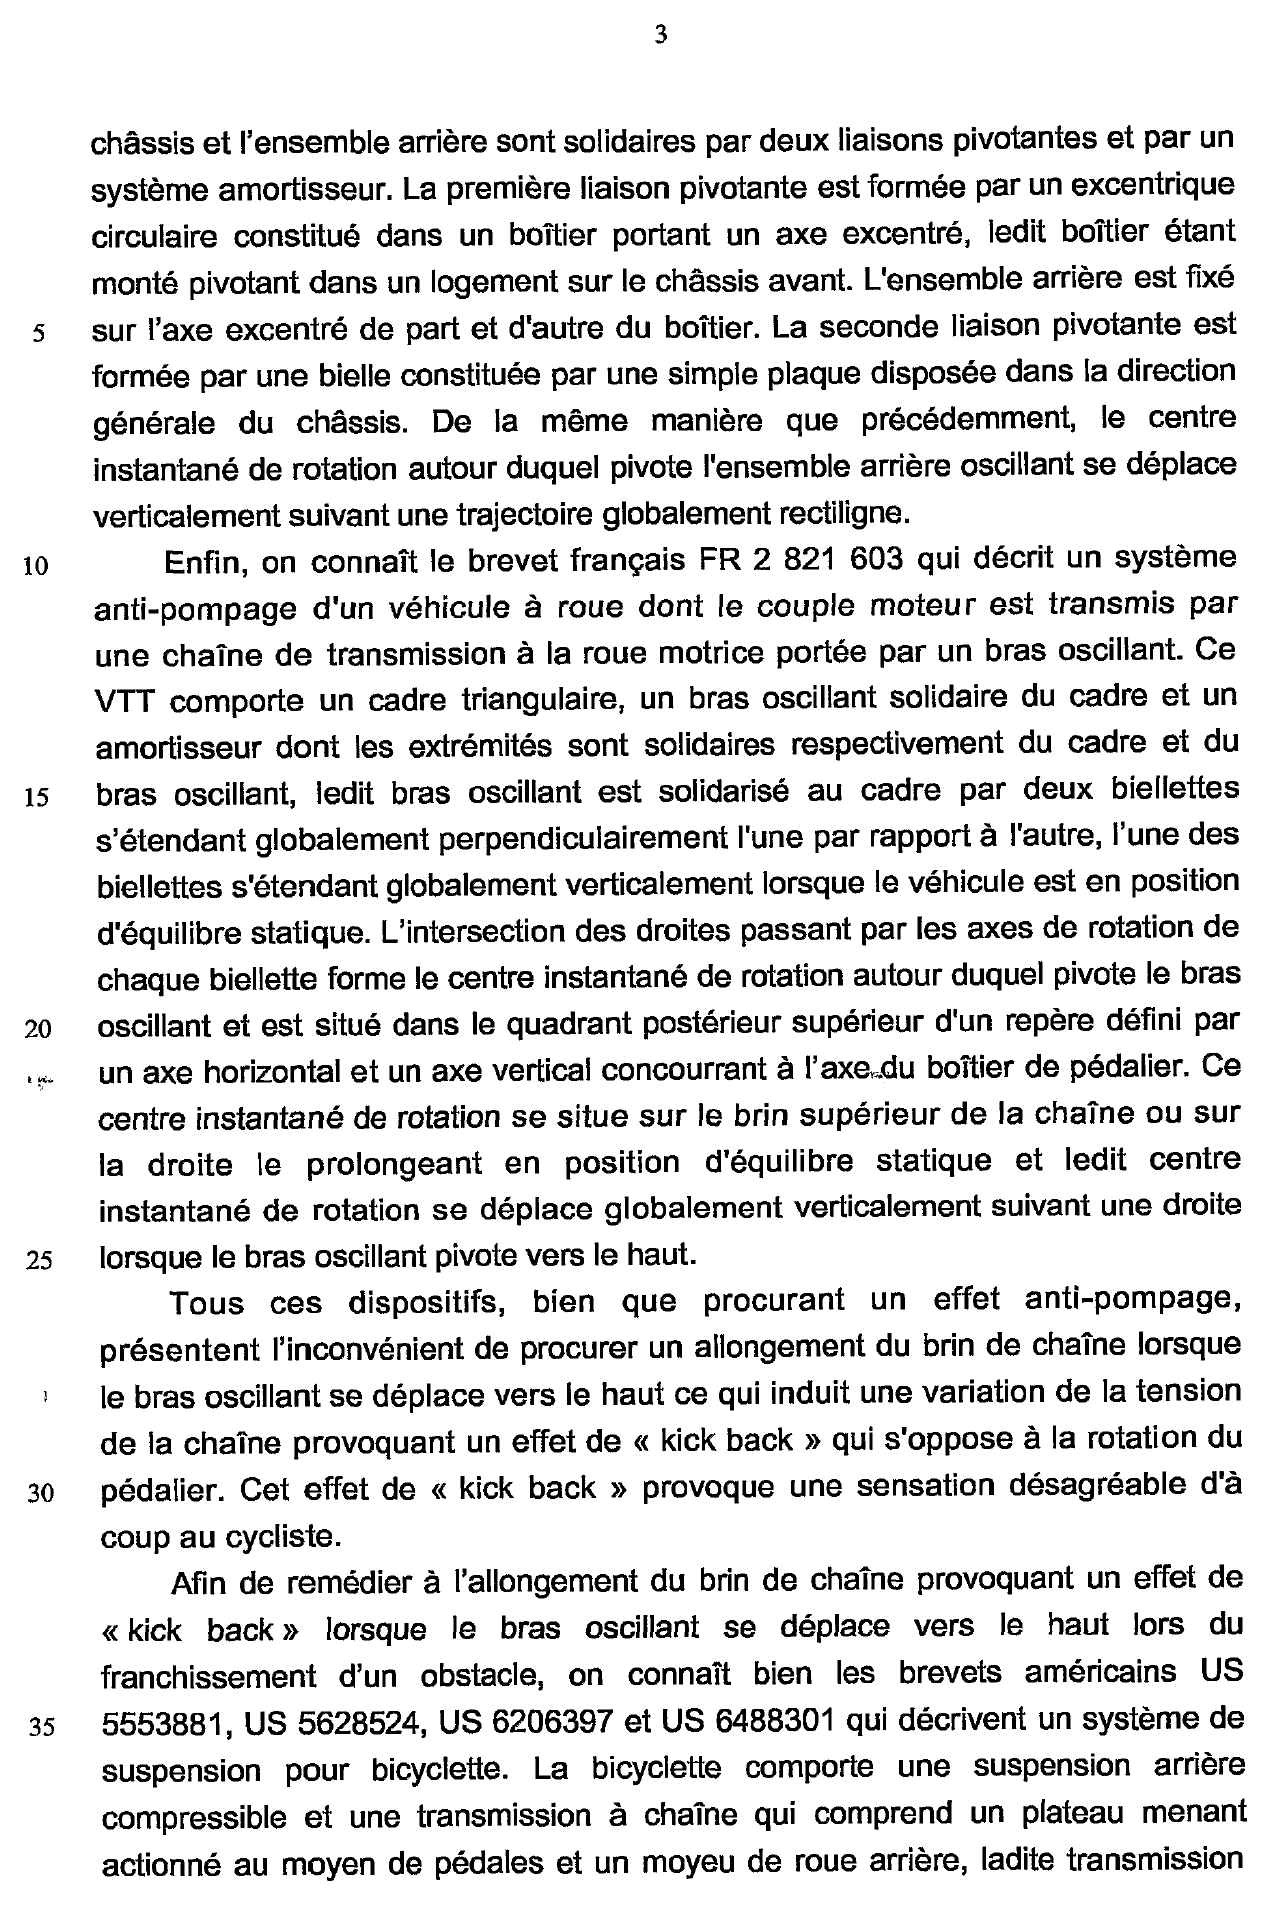 3
châssis et l'ensemble arrière sont solidaires par deux liaisons pivotantes et par un
système amortisseur. La première liaison pivotante est formée par un excentrique
circulaire constitué dans un boîtier portant un axe excentré, ledit boîtier étant
monté pivotant dans un logement sur le châssis avant. L'ensemble arrière est fixé
5 sur l'axe excentré de part et d'autre du boîtier. La seconde liaison pivotante est
formée par une bielle constituée par une simple plaque disposée dans la direction
générale du châssis. De la même manière que précédemment, le centre
instantané de rotation autour duquel pivote l'ensemble arrière oscillant se déplace
verticalement suivant une trajectoire globalement rectiligne.
10 Enfin, on connaît le brevet français FR 2 821 603 qui décrit un système
anti-pompage d'un véhicule à roue dont le couple moteur est transmis par
une chaîne de transmission à la roue motrice portée par un bras oscillant. Ce
VTT comporte un cadre triangulaire, un bras oscillant solidaire du cadre et un
amortisseur dont les extrémités sont solidaires respectivement du cadre et du
15 bras oscillant, ledit bras oscillant est solidarisé au cadre par deux biellettes
s'étendant globalement perpendiculairement l'une par rapport à l'autre, l'une des
biellettes s'étendant globalement verticalement lorsque le véhicule est en position
d'équilibre statique. L'intersection des droites passant par les axes de rotation de
chaque biellette forme le centre instantané de rotation autour duquel pivote le bras
20 oscillant et est situé dans le quadrant postérieur supérieur d'un repère défini par
un axe horizontal et un axe vertical concourrant à l'axe du boîtier de pédalier. Ce
centre instantané de rotation se situe sur le brin supérieur de la chaîne ou sur
la droite le prolongeant en position d'équilibre statique et ledit centre
instantané de rotation se déplace globalement verticalement suivant une droite
25 lorsque le bras oscillant pivote vers le haut.
Tous ces dispositifs, bien que procurant un effet anti-pompage,
présentent l'inconvénient de procurer un allongement du brin de chaîne lorsque
le bras oscillant se déplace vers le haut ce qui induit une variation de la tension
de la chaîne provoquant un effet de « kick back » qui s'oppose à la rotation du
30 pédalier. Cet effet de « kick back » provoque une sensation désagréable d'à
coup au cycliste.
Afin de remédier à l'allongement du brin de chaîne provoquant un effet de
« kick back » lorsque le bras oscillant se déplace vers le haut lors du
franchissement d'un obstacle, on connaît bien les brevets américains US
35 5553881, US 5628524, US 6206397 et US 6488301 qui décrivent un système de
suspension pour bicyclette. La bicyclette comporte une suspension arrière
compressible et une transmission à chaîne qui comprend un plateau menant
actionné au moyen de pédales et un moyeu de roue arrière, ladite transmission